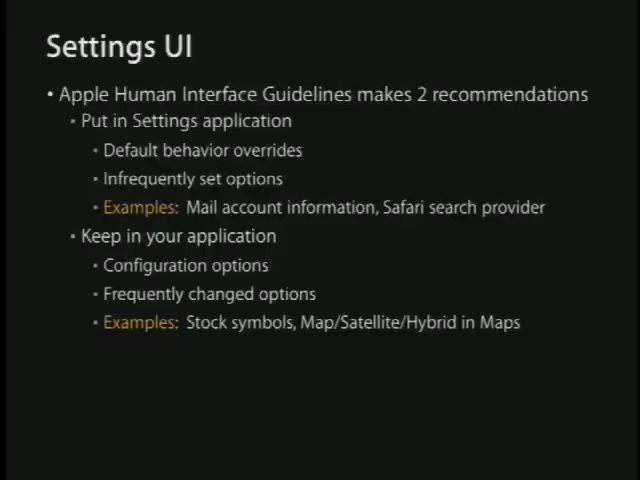 Settings UI
• Apple Human Interface Guidelines makes 2 recommendations
▪ Put in Settings application
▪ Default behavior overrides
▪ Infrequently set options
▪ Examples: Mail account information, Safari search provider
▪ Keep in your application
▪ Configuration options
▪ Frequently changed options
▪ Examples: Stock symbols, Map/Satellite/Hybrid in Maps